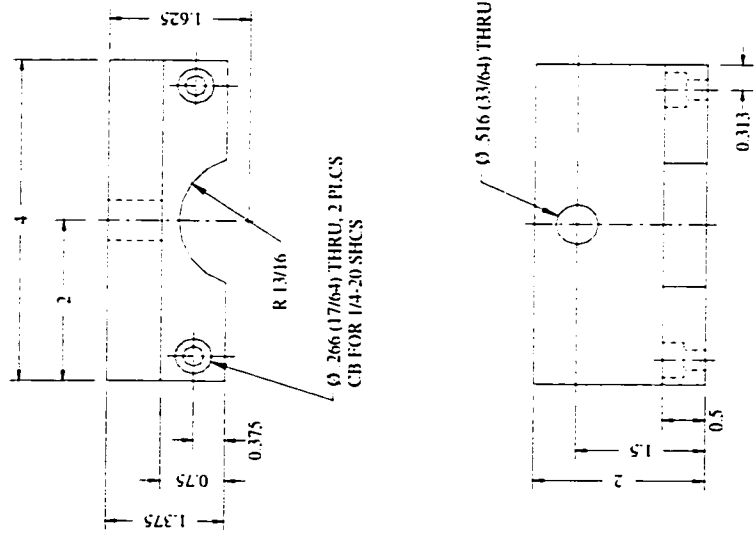 4
2
1.625
R 13/16
Ø .266 (17/64) THRU, 2 PLCS
CB FOR 1/4-20 SHCS
0.375
0.75
1.375
Ø .516 (33/64) THRU
0.313
0.5
1.5
2